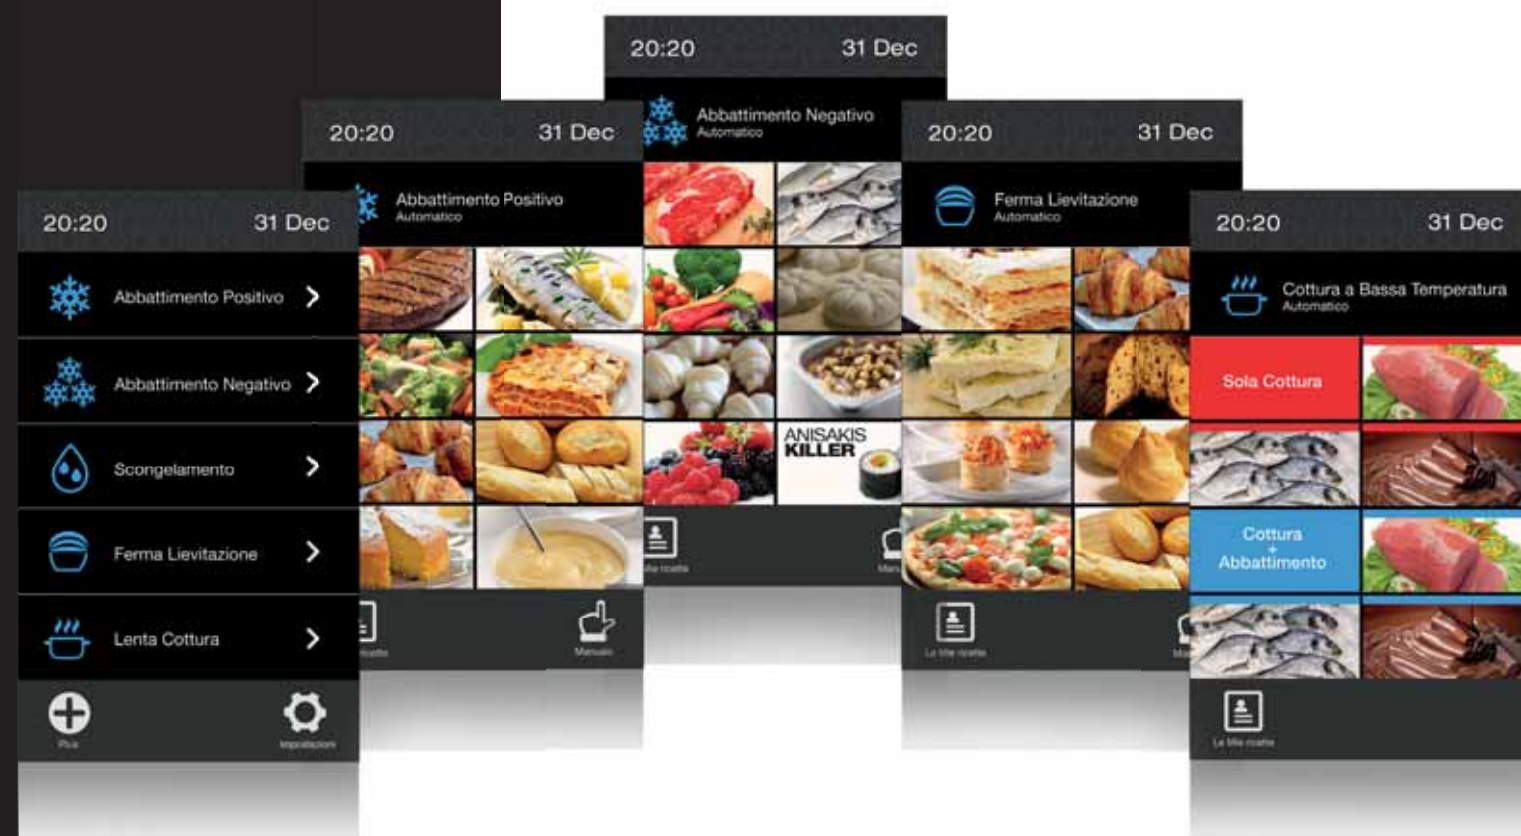 20:20 31 Dec
Abbattimento Positivo
Abbattimento Negativo
Scongelamento
Ferma Lievitazione
Lenta Cottura
Plus
Impostazioni
20:20 31 Dec
Abbattimento Positivo
Automatico
Manuale
20:20 31 Dec
Abbattimento Negativo
Automatico
ANISAKIS
KILLER
20:20 31 Dec
Ferma Lievitazione
Automatico
Le Mie ricette
20:20 31 Dec
Cottura a Bassa Temperatura
Automatico
Sola Cottura
Cottura
+
Abbattimento
Le Mie ricette